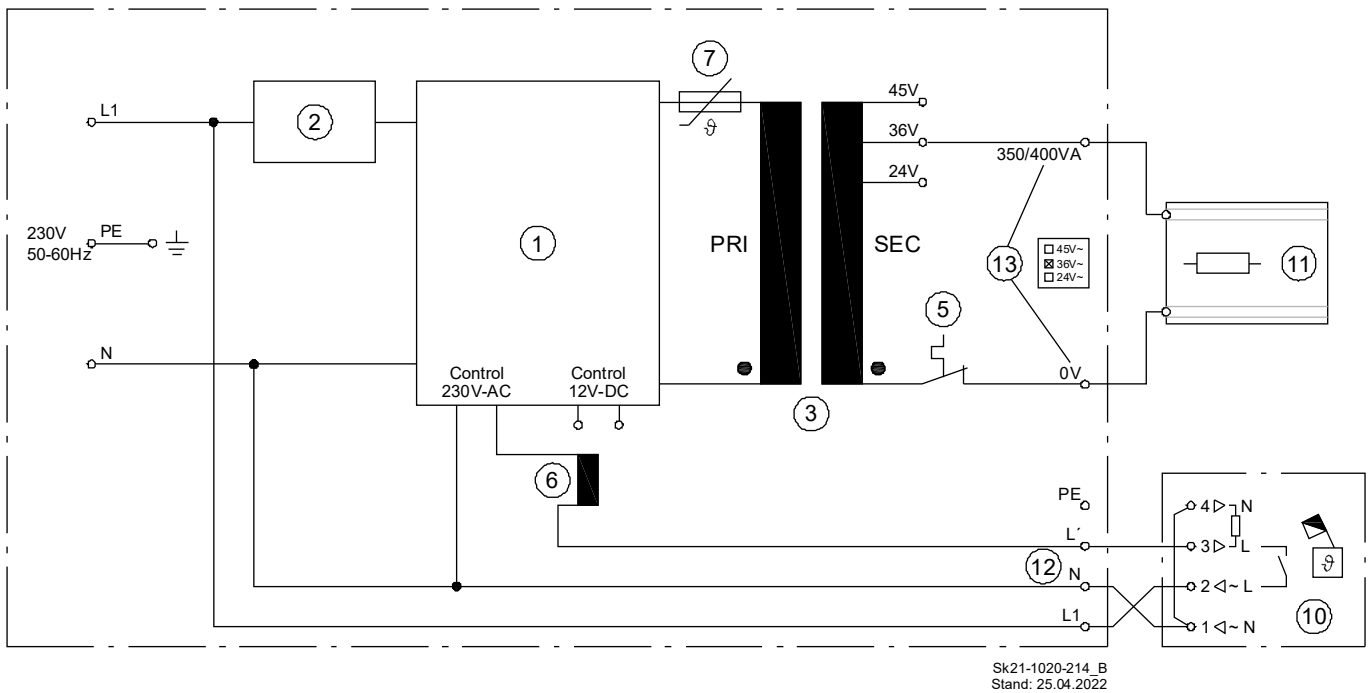 L1
2
7
45V
36V
350/400VA
24V
230V
50-60Hz
PE
1
PRI
SEC
13
45V~
36V~
24V~
11
5
N
Control
230V-AC
Control
12V-DC
0V
3
6
PE
4 N
L´
3 L
12
N
2 ~ L
ϑ
L1
1 ~ N
10
ϑ
Sk21-1020-214_B
Stand: 25.04.2022